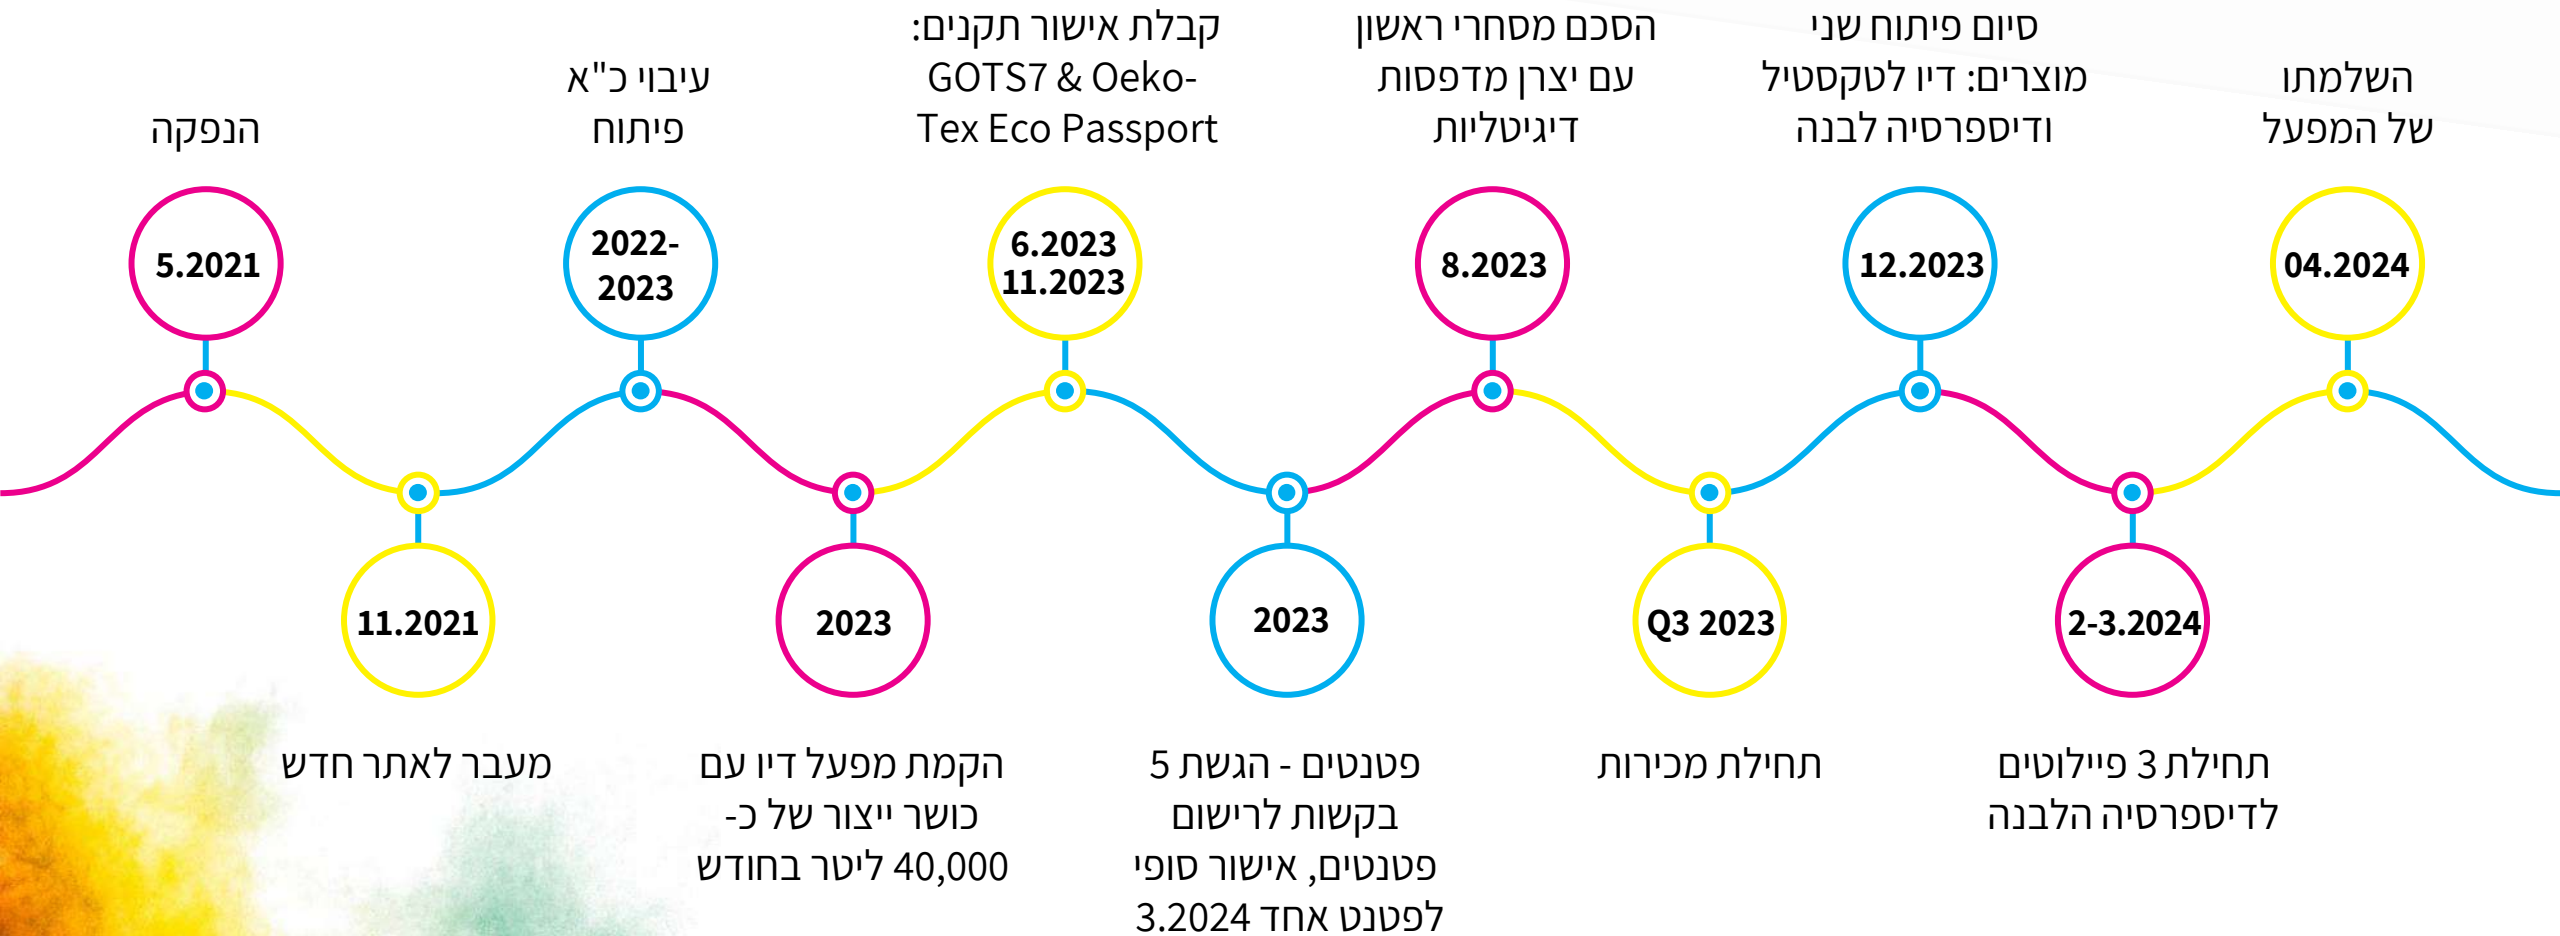 הנפקה
5.2021
11.2021
מעבר לאתר חדש
עיבוי כ"א
פיתוח
2022-
2023
2023
הקמת מפעל דיו עם
כושר ייצור של כ-
40,000 ליטר בחודש
קבלת אישור תקנים:
GOTS7 & Oeko-
Tex Eco Passport
6.2023
11.2023
2023
פטנטים - הגשת 5
בקשות לרישום
פטנטים, אישור סופי
לפטנט אחד 3.2024
הסכם מסחרי ראשון
עם יצרן מדפסות
דיגיטליות
8.2023
Q3 2023
תחילת מכירות
סיום פיתוח שני
מוצרים: דיו לטקסטיל
ודיספרסיה לבנה
12.2023
2-3.2024
תחילת 3 פיילוטים
לדיספרסיה הלבנה
השלמתו
של המפעל
04.2024